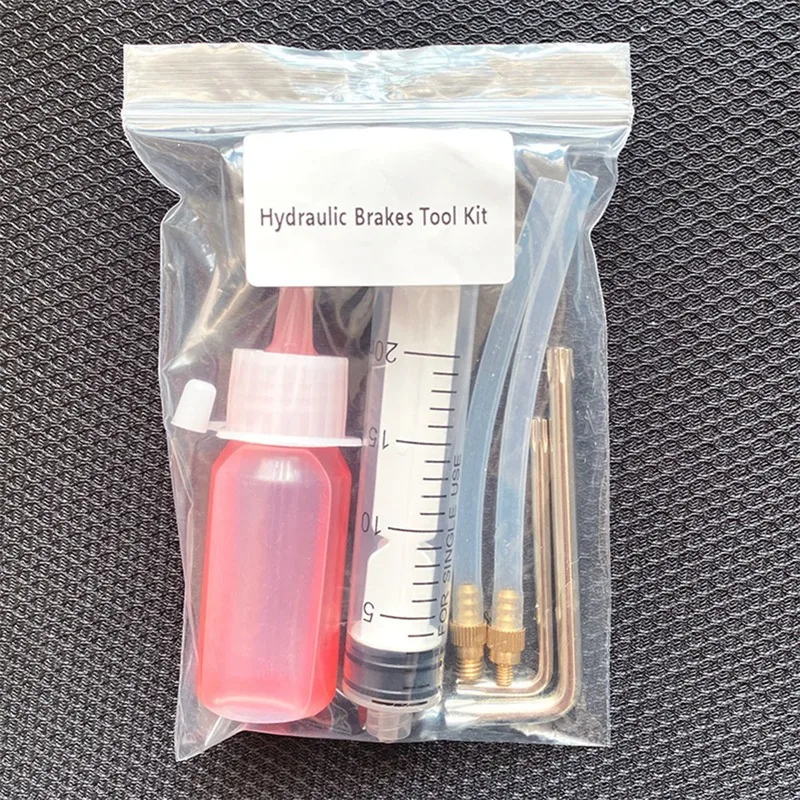 Hydraulic Brakes Tool Kit
20
15
10
5
FOR SINGLE USE